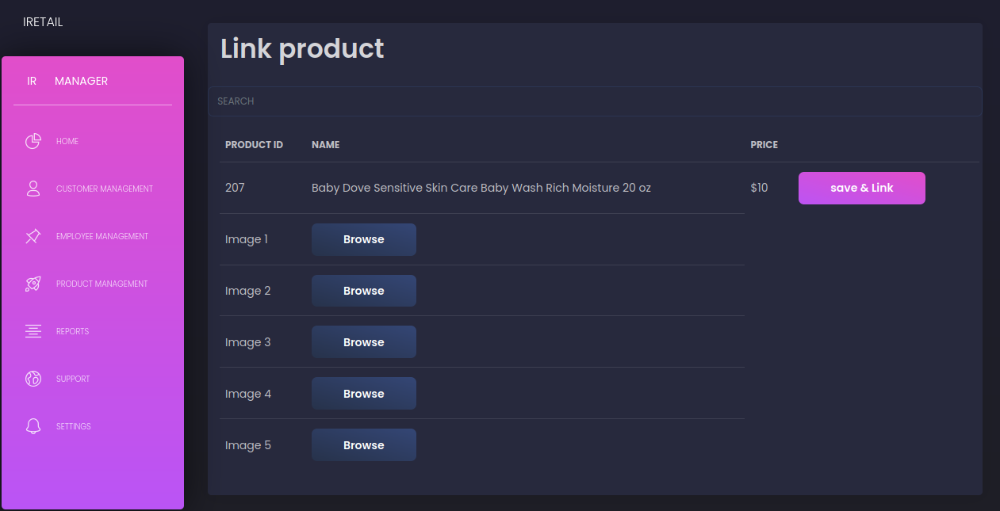 IRETAIL
IR MANAGER
HOME
CUSTOMER MANAGEMENT
EMPLOYEE MANAGEMENT
PRODUCT MANAGEMENT
REPORTS
SUPPORT
SETTINGS
Link product
SEARCH
PRODUCT ID NAME PRICE
207 Baby Dove Sensitive Skin Care Baby Wash Rich Moisture 20 oz $10 save & Link
Image 1 Browse
Image 2 Browse
Image 3 Browse
Image 4 Browse
Image 5 Browse